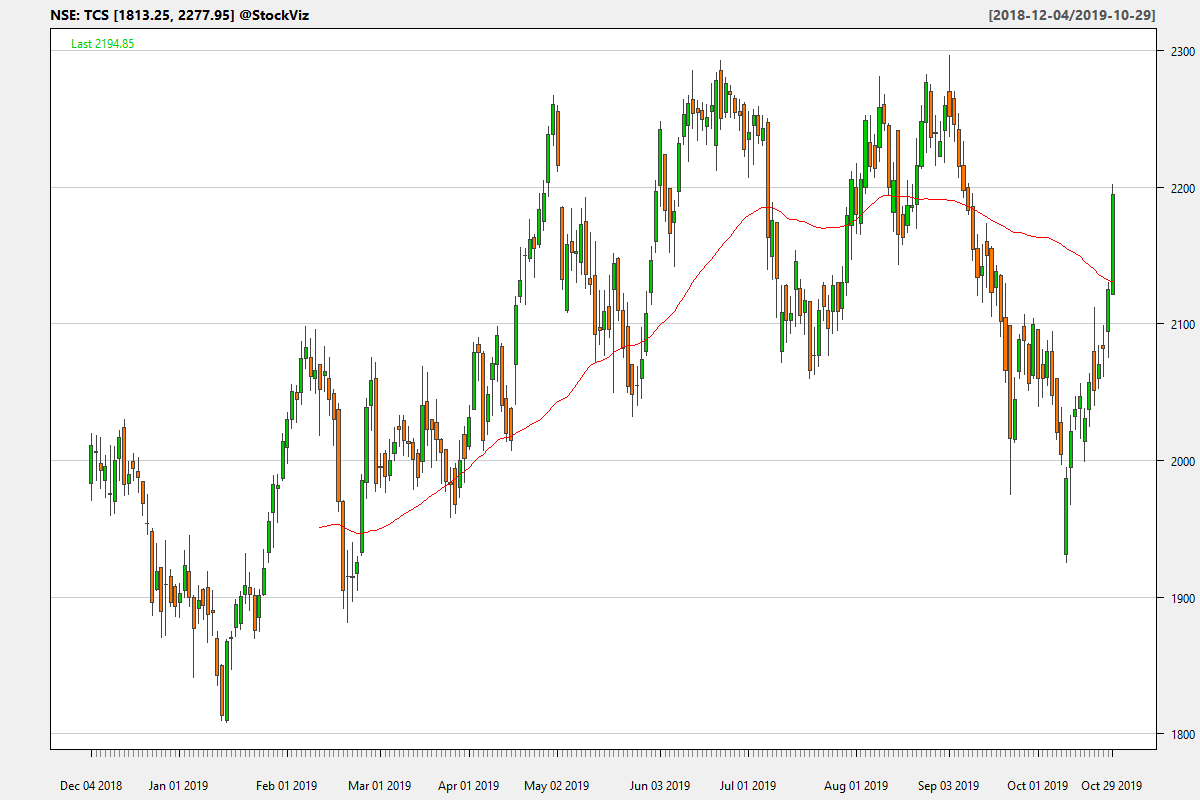 NSE: TCS [1813.25, 2277.95] @StockViz
[2018-12-04/2019-10-29]
Last 2194.85
2300
2200
2100
2000
1900
1800
Dec 04 2018
Jan 01 2019
Feb 01 2019
Mar 01 2019
Apr 01 2019
May 02 2019
Jun 03 2019
Jul 01 2019
Aug 01 2019
Sep 03 2019
Oct 01 2019
Oct 29 2019